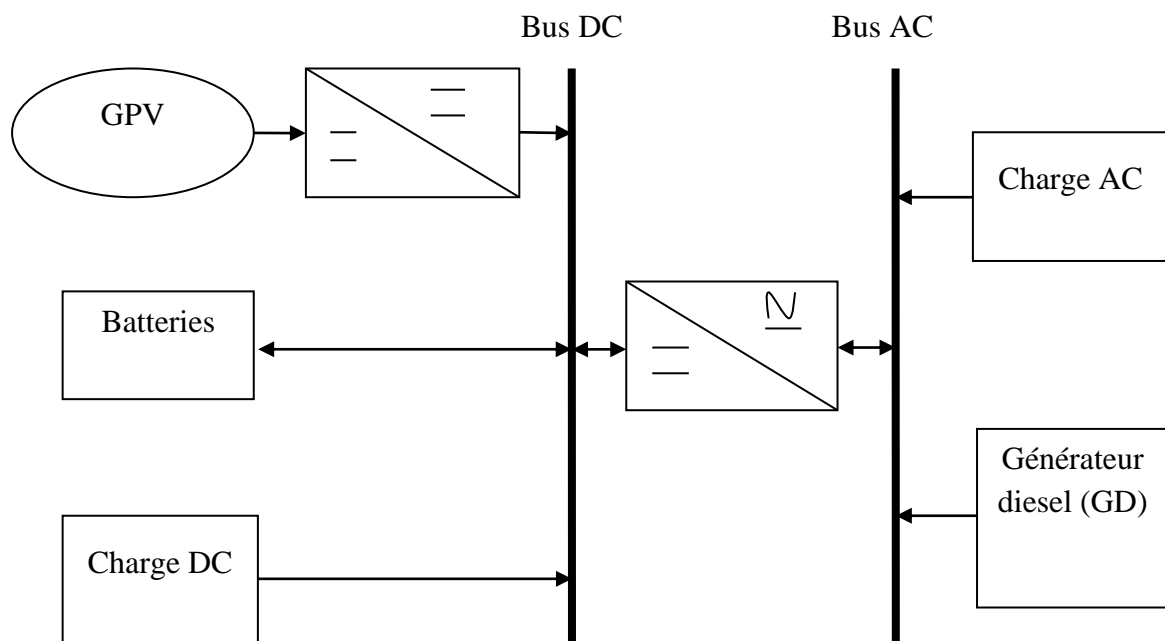 Bus DC
Bus AC
GPV
Charge AC
Batteries
Générateur
diesel (GD)
Charge DC